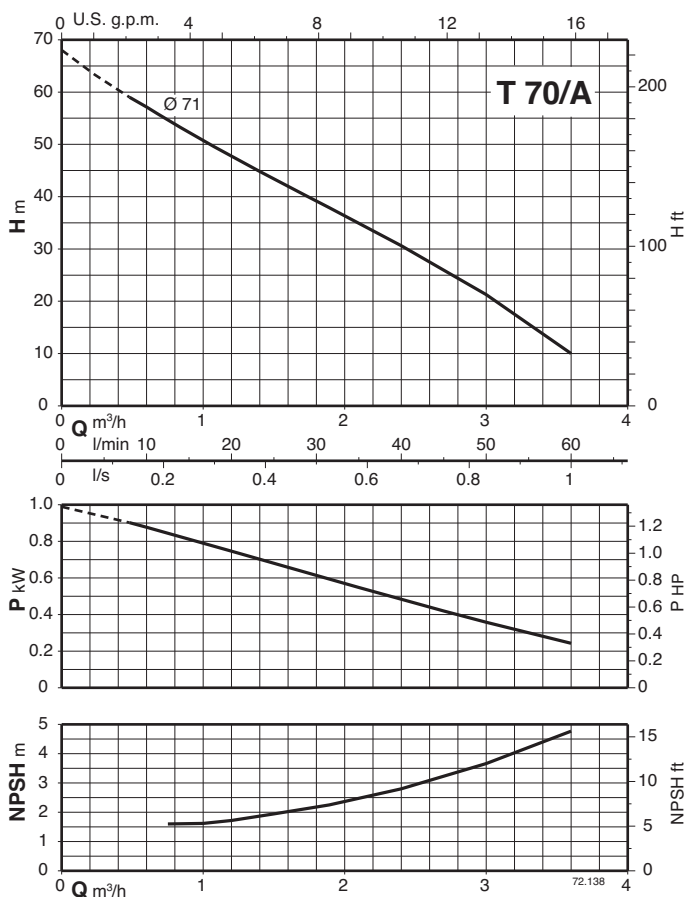 0 U.S. g.p.m. 4 8 12 16
70
60
50
40
30
20
10
0
H m
Ø 71
T 70/A
200
100
0
H ft
0 1 2 3 4
Q m³/h
0 l/min 10 20 30 40 50 60
0 l/s 0.2 0.4 0.6 0.8 1
1.0
0.8
0.6
0.4
0.2
0
P kW
1.2
1.0
0.8
0.6
0.4
0.2
0
P HP
5
4
3
2
1
0
NPSH m
15
10
5
0
NPSH ft
72.138
0 1 2 3 4
Q m³/h